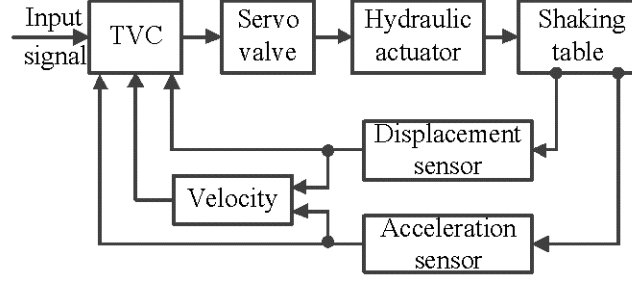 Input
signal
TVC
Servo
valve
Hydraulic
actuator
Shaking
table
Displacement
sensor
Velocity
Acceleration
sensor